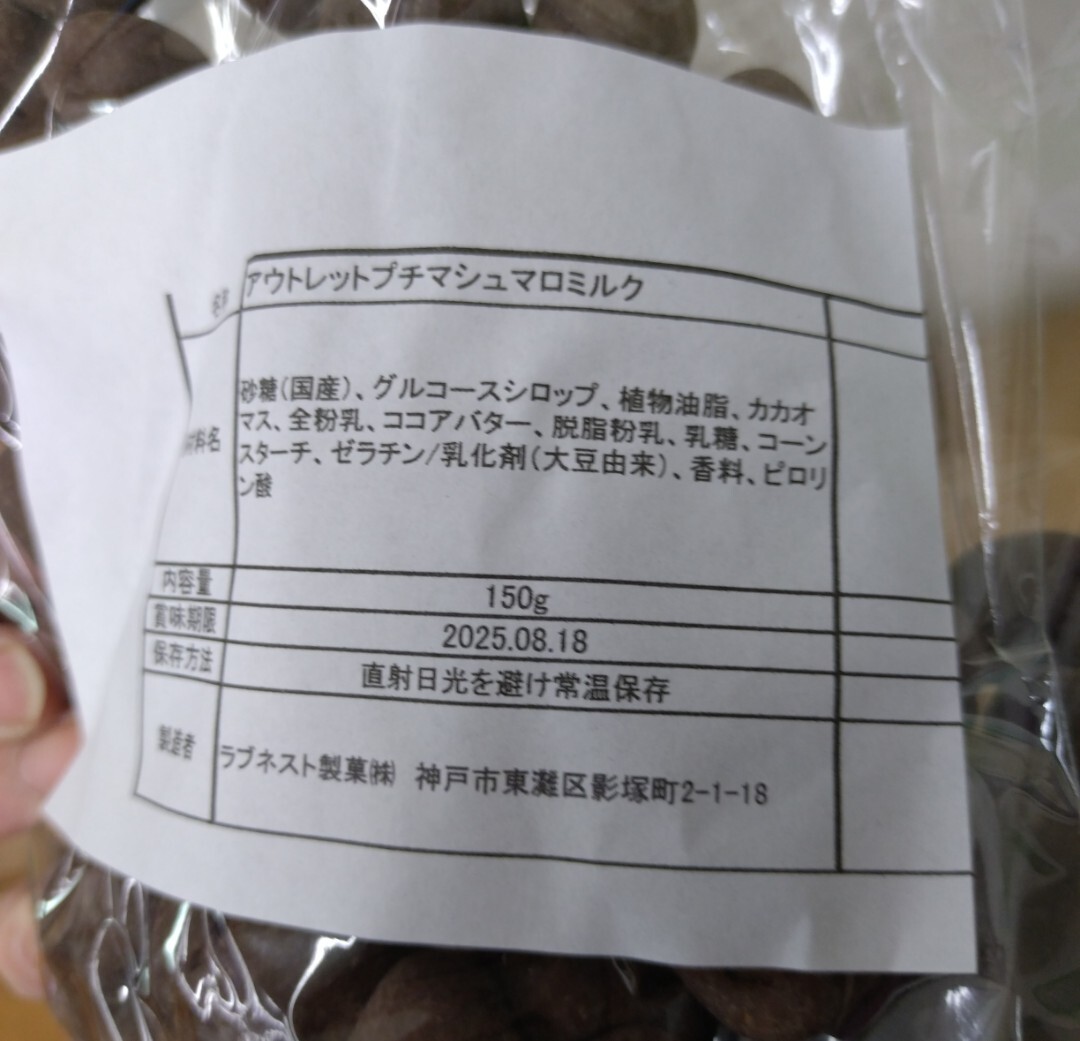 名称 アウトレットプチマシュマロミルク
材料名 砂糖(国産)、グルコースシロップ、植物油脂、カカオ
マス、全粉乳、ココアバター、脱脂粉乳、乳糖、コーン
スターチ、ゼラチン/乳化剤(大豆由来)、香料、ピロリ
ン酸
内容量 150g
賞味期限 2025.08.18
保存方法 直射日光を避け常温保存
製造者 ラブネスト製菓㈱ 神戸市東灘区影塚町2-1-18